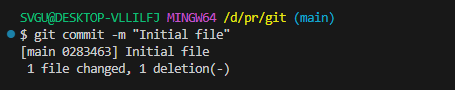 SVGU@DESKTOP-VLLILFJ MINGW64 /d/pr/git (main)
$ git commit -m "Initial file"
[main 0283463] Initial file
 1 file changed, 1 deletion(-)